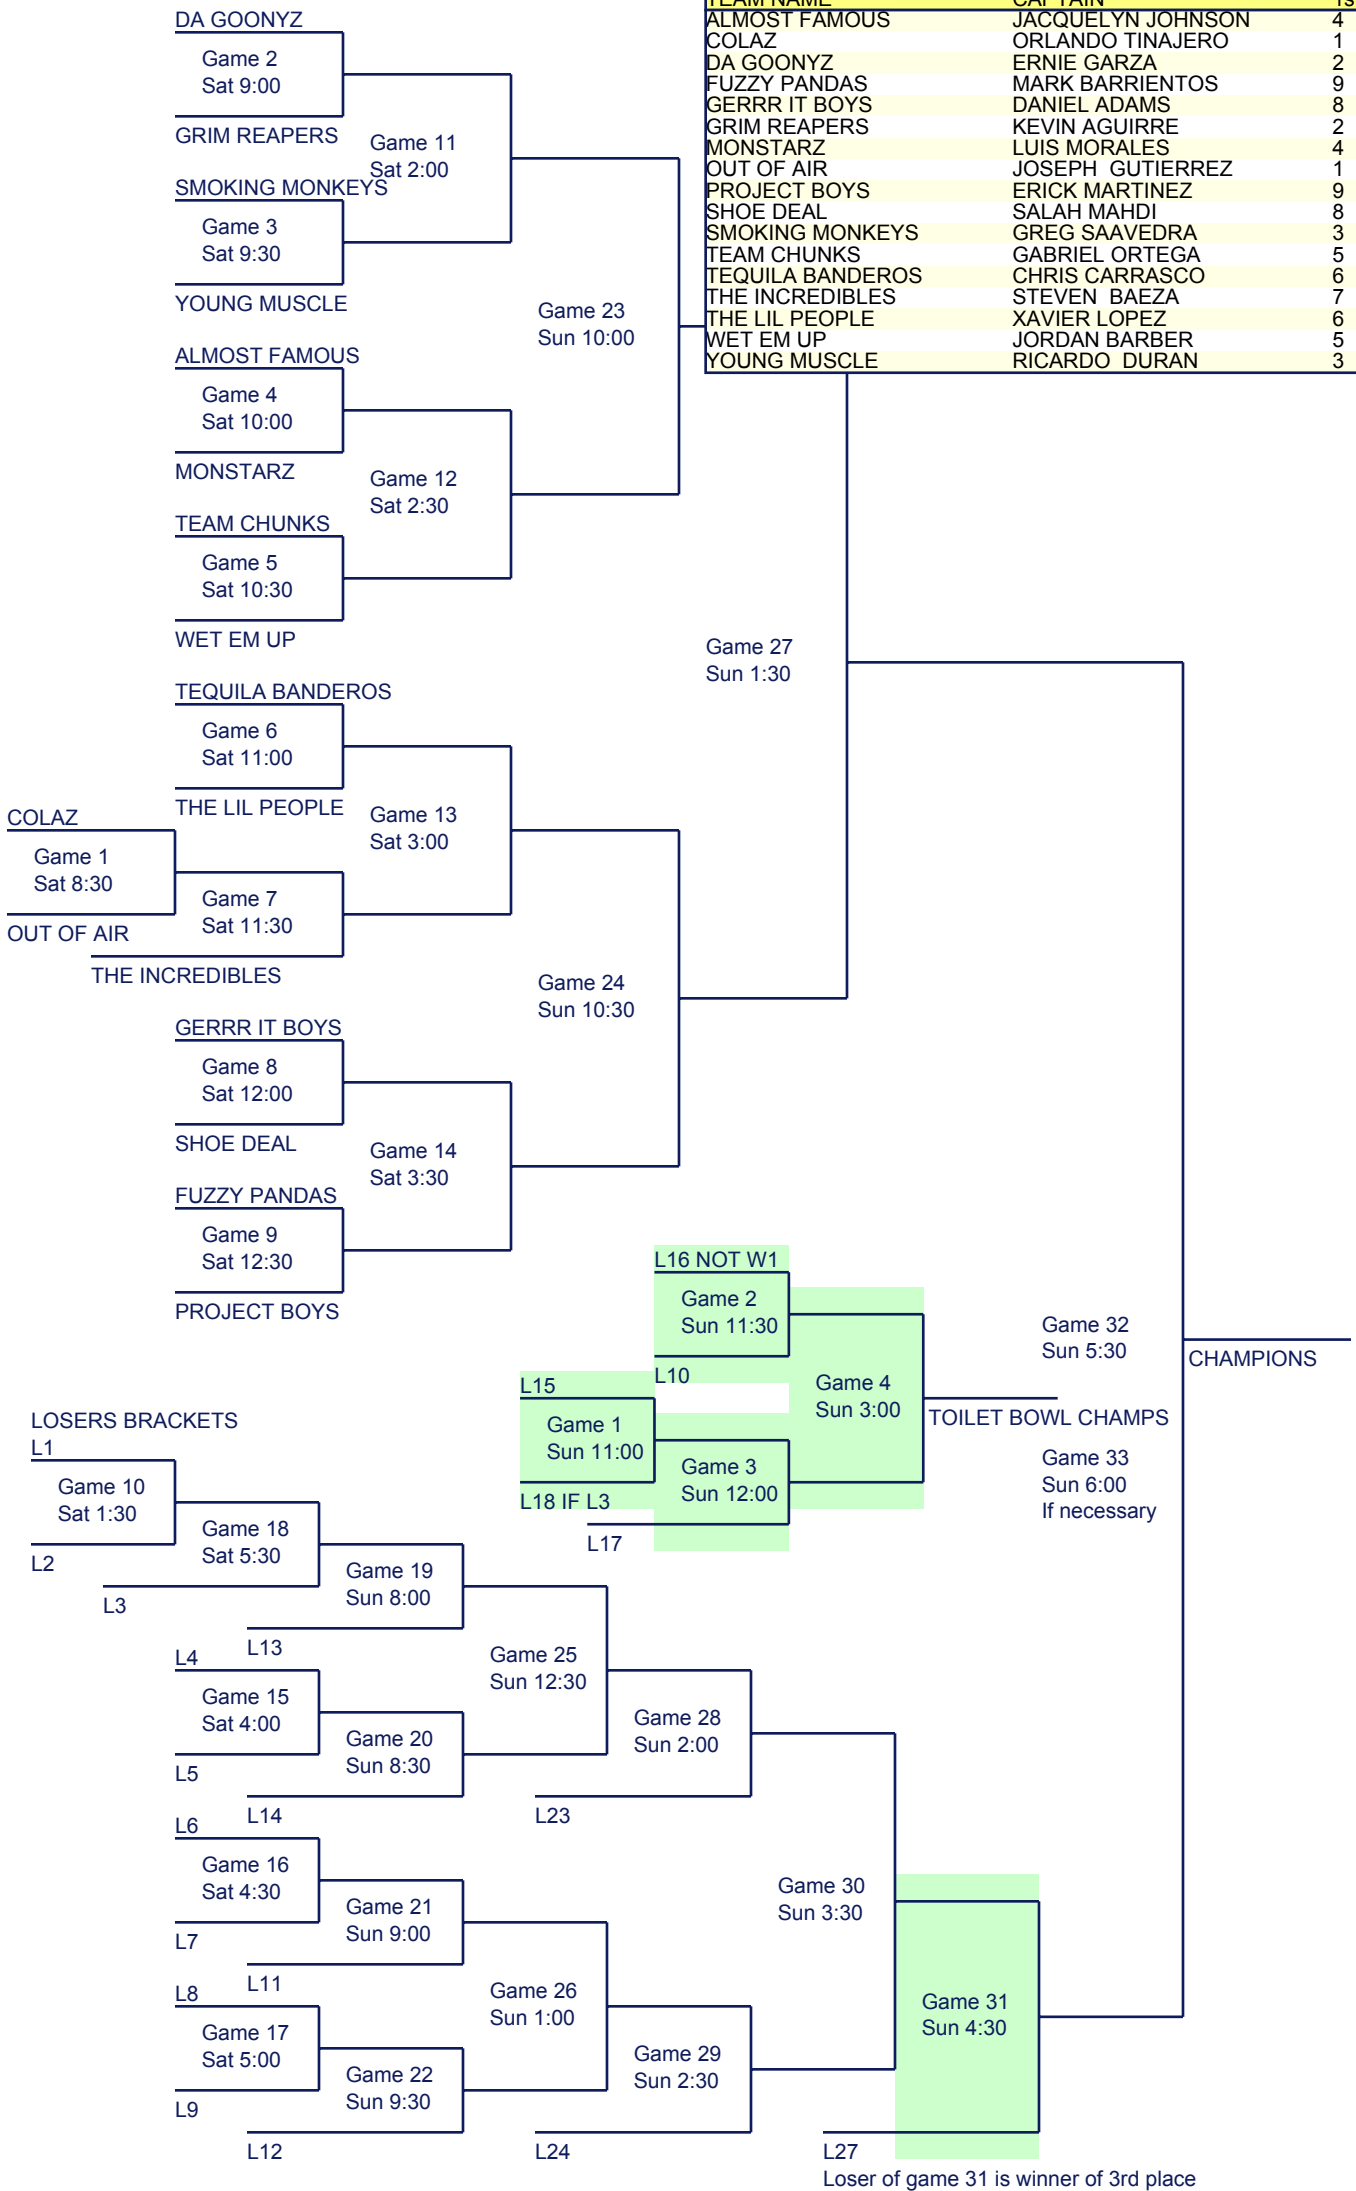 TEAM NAME CAPTAIN
ALMOST FAMOUS JACQUELYN JOHNSON 4
COLAZ ORLANDO TINAJERO 1
DA GOONYZ ERNIE GARZA 2
FUZZY PANDAS MARK BARRIENTOS 9
GERRR IT BOYS DANIEL ADAMS 8
GRIM REAPERS KEVIN AGUIRRE 2
MONSTARZ LUIS MORALES 4
OUT OF AIR JOSEPH GUTIERREZ 1
PROJECT BOYS ERICK MARTINEZ 9
SHOE DEAL SALAH MAHDI 8
SMOKING MONKEYS GREG SAAVEDRA 3
TEAM CHUNKS GABRIEL ORTEGA 5
TEQUILA BANDEROS CHRIS CARRASCO 6
THE INCREDIBLES STEVEN BAEZA 7
THE LIL PEOPLE XAVIER LOPEZ 6
WET EM UP JORDAN BARBER 5
YOUNG MUSCLE RICARDO DURAN 3
DA GOONYZ
Game 2
Sat 9:00
GRIM REAPERS
Game 11
Sat 2:00
SMOKING MONKEYS
Game 3
Sat 9:30
YOUNG MUSCLE
Game 23
Sun 10:00
ALMOST FAMOUS
Game 4
Sat 10:00
MONSTARZ
Game 12
Sat 2:30
TEAM CHUNKS
Game 5
Sat 10:30
WET EM UP
Game 27
Sun 1:30
TEQUILA BANDEROS
Game 6
Sat 11:00
THE LIL PEOPLE
Game 13
Sat 3:00
COLAZ
Game 1
Sat 8:30
OUT OF AIR
Game 7
Sat 11:30
THE INCREDIBLES
Game 24
Sun 10:30
GERRR IT BOYS
Game 8
Sat 12:00
SHOE DEAL
Game 14
Sat 3:30
FUZZY PANDAS
Game 9
Sat 12:30
PROJECT BOYS
L16 NOT W1
Game 2
Sun 11:30
L10
L15
Game 1
Sun 11:00
L18 IF L3
Game 3
Sun 12:00
L17
Game 4
Sun 3:00
TOILET BOWL CHAMPS
Game 32
Sun 5:30
CHAMPIONS
Game 33
Sun 6:00
If necessary
LOSERS BRACKETS
L1
Game 10
Sat 1:30
L2
Game 18
Sat 5:30
L3
Game 19
Sun 8:00
L13
Game 25
Sun 12:30
L4
Game 15
Sat 4:00
L5
Game 20
Sun 8:30
L14
Game 28
Sun 2:00
L23
L6
Game 16
Sat 4:30
L7
Game 21
Sun 9:00
L11
Game 30
Sun 3:30
L8
Game 17
Sat 5:00
L9
Game 22
Sun 9:30
L12
Game 26
Sun 1:00
Game 29
Sun 2:30
L24
Game 31
Sun 4:30
L27
Loser of game 31 is winner of 3rd place